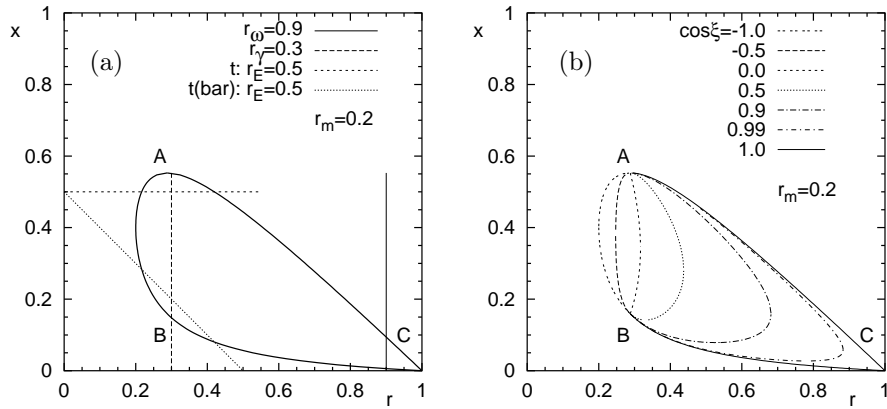 x
1
0.8
0.6
0.4
0.2
0
0
0.2
0.4
0.6
0.8
1
r
(a)
r_ω=0.9
r_γ=0.3
t: r_E=0.5
t(bar): r_E=0.5
r_m=0.2
A
B
C
x
1
0.8
0.6
0.4
0.2
0
0
0.2
0.4
0.6
0.8
1
r
(b)
cosξ=-1.0
-0.5
0.0
0.5
0.9
0.99
1.0
r_m=0.2
A
B
C